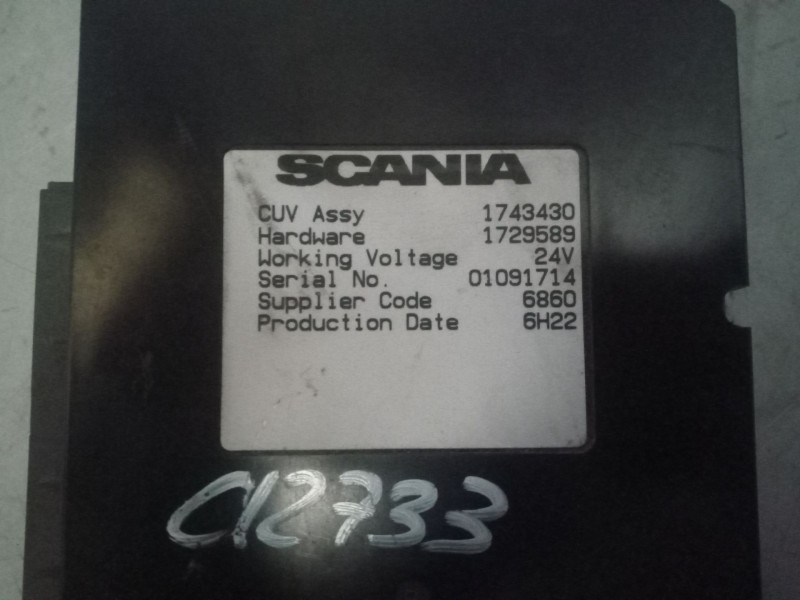 SCANIA
CUV Assy 1743430
Hardware 1729589
Working Voltage 24V
Serial No. 01091714
Supplier Code 6860
Production Date 6H22
C12733